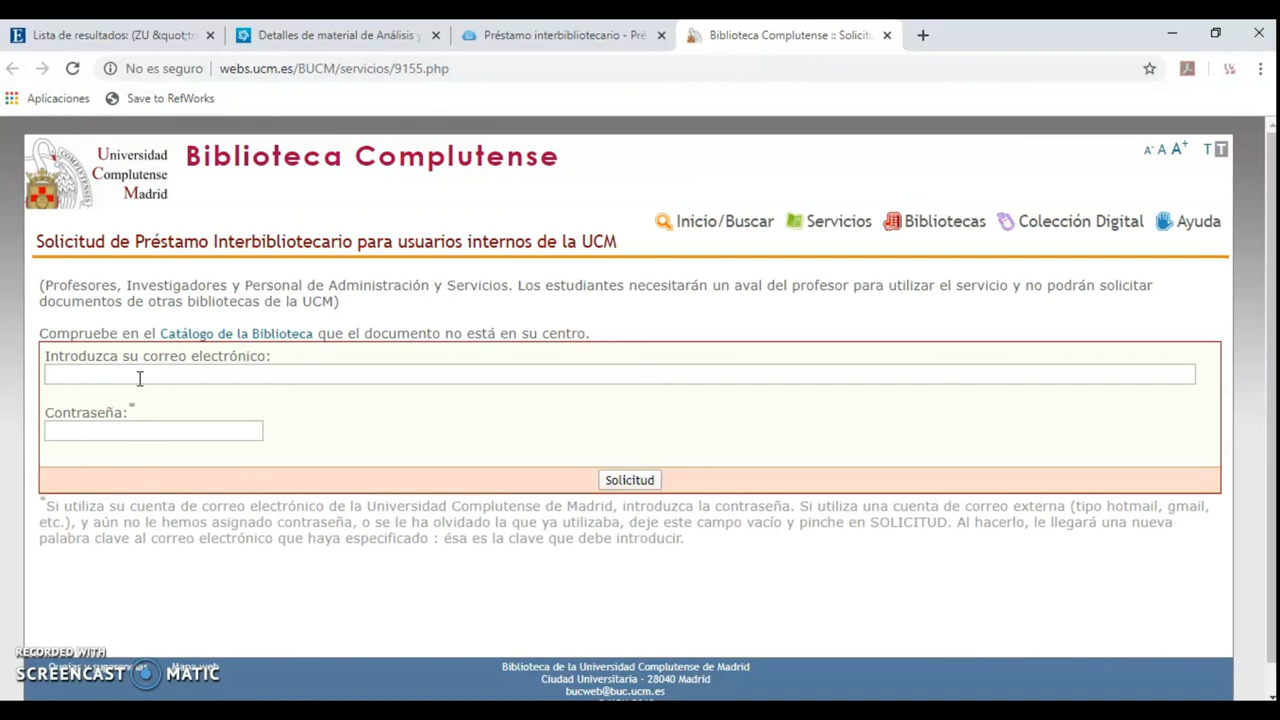 Lista de resultados: (ZU &quot;tr
Detalles de material de Análisis y
Préstamo interbibliotecario - Pré
Biblioteca Complutense :: Solicitu
No es seguro
webs.ucm.es/BUCM/servicios/9155.php
Aplicaciones
Save to RefWorks
Universidad
Complutense
Madrid
Biblioteca Complutense
A- A A+ T T
Inicio/Buscar Servicios Bibliotecas Colección Digital Ayuda
Solicitud de Préstamo Interbibliotecario para usuarios internos de la UCM
(Profesores, Investigadores y Personal de Administración y Servicios. Los estudiantes necesitarán un aval del profesor para utilizar el servicio y no podrán solicitar
documentos de otras bibliotecas de la UCM)
Compruebe en el Catálogo de la Biblioteca que el documento no está en su centro.
Introduzca su correo electrónico:
Contraseña:*
Solicitud
*Si utiliza su cuenta de correo electrónico de la Universidad Complutense de Madrid, introduzca la contraseña. Si utiliza una cuenta de correo externa (tipo hotmail, gmail,
etc.), y aún no le hemos asignado contraseña, o se le ha olvidado la que ya utilizaba, deje este campo vacío y pinche en SOLICITUD. Al hacerlo, le llegará una nueva
palabra clave al correo electrónico que haya especificado : ésa es la clave que debe introducir.
RECORDED WITH
SCREENCAST MATIC
Quejas y sugerencias Mapa web
Biblioteca de la Universidad Complutense de Madrid
Ciudad Universitaria - 28040 Madrid
bucweb@buc.ucm.es